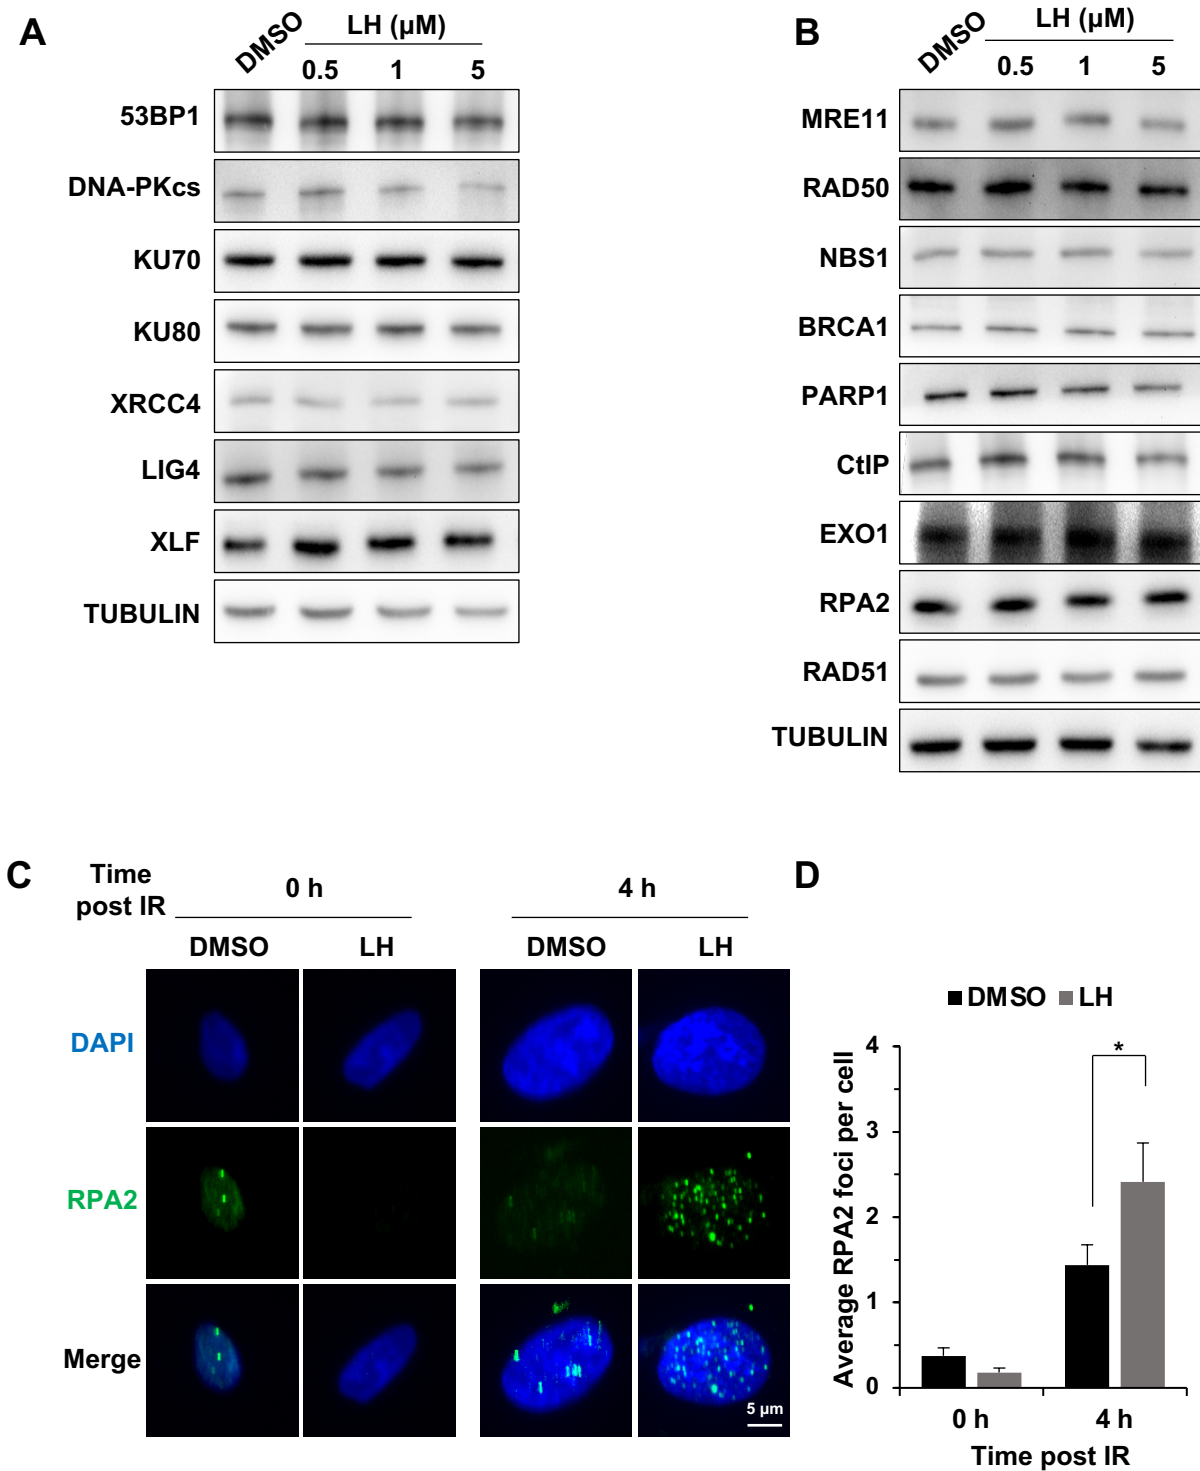 A
DMSO
LH (µM)
0.5 1 5
53BP1
DNA-PKcs
KU70
KU80
XRCC4
LIG4
XLF
TUBULIN
B
DMSO
LH (µM)
0.5 1 5
MRE11
RAD50
NBS1
BRCA1
PARP1
CtIP
EXO1
RPA2
RAD51
TUBULIN
C
Time
post IR
0 h 4 h
DMSO LH DMSO LH
DAPI
RPA2
Merge
5 µm
D
DMSO LH
Average RPA2 foci per cell
4
3
2
1
0
*
0 h 4 h
Time post IR